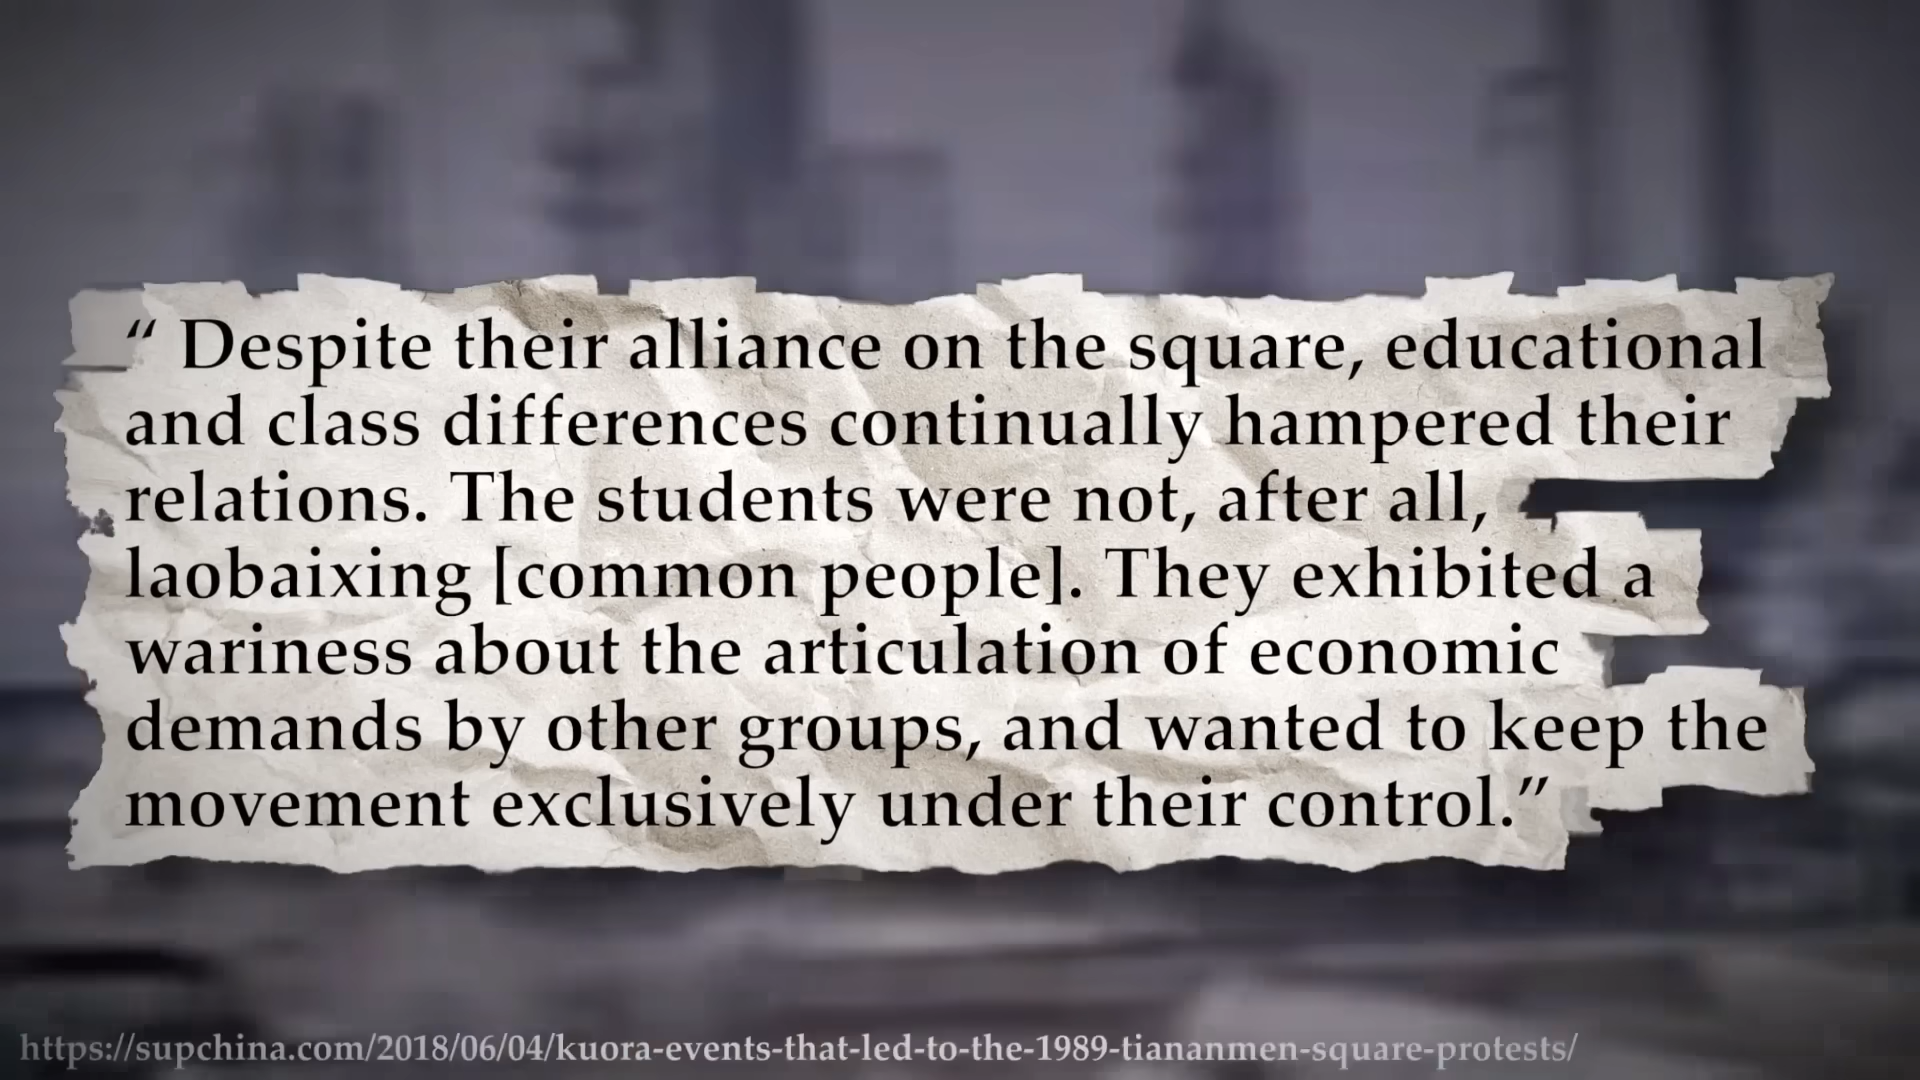 “ Despite their alliance on the square, educational
and class differences continually hampered their
relations. The students were not, after all,
laobaixing [common people]. They exhibited a
wariness about the articulation of economic
demands by other groups, and wanted to keep the
movement exclusively under their control.”
https://supchina.com/2018/06/04/kuora-events-that-led-to-the-1989-tiananmen-square-protests/